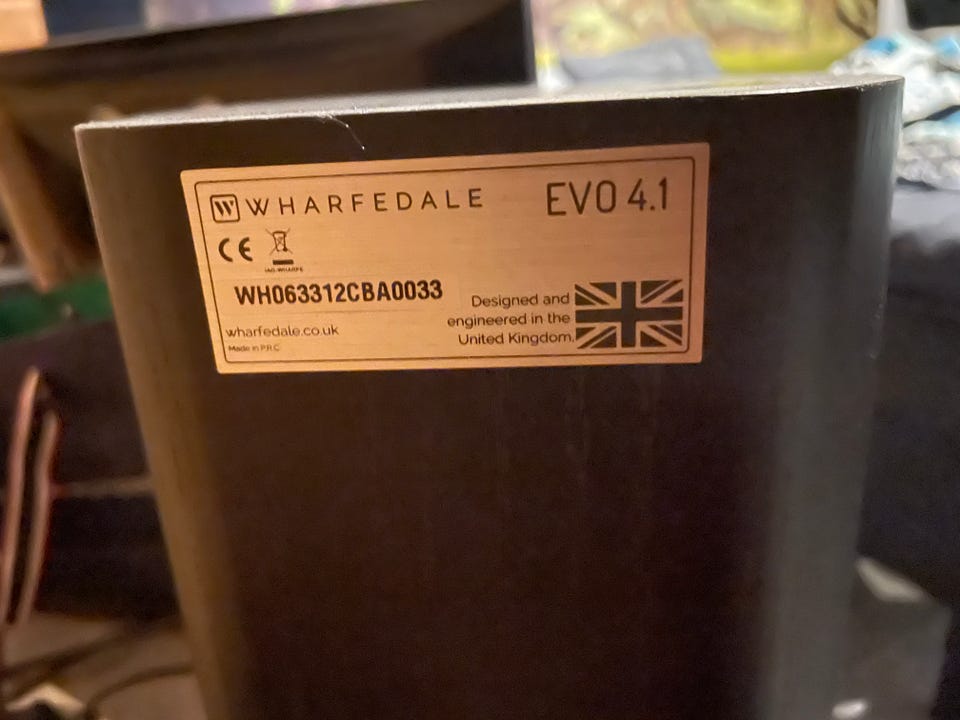 W WHARFEDALE EVO 4.1
CE
WH063312CBA0033
Designed and
engineered in the
United Kingdom.
wharfedale.co.uk
Made in P.R.C